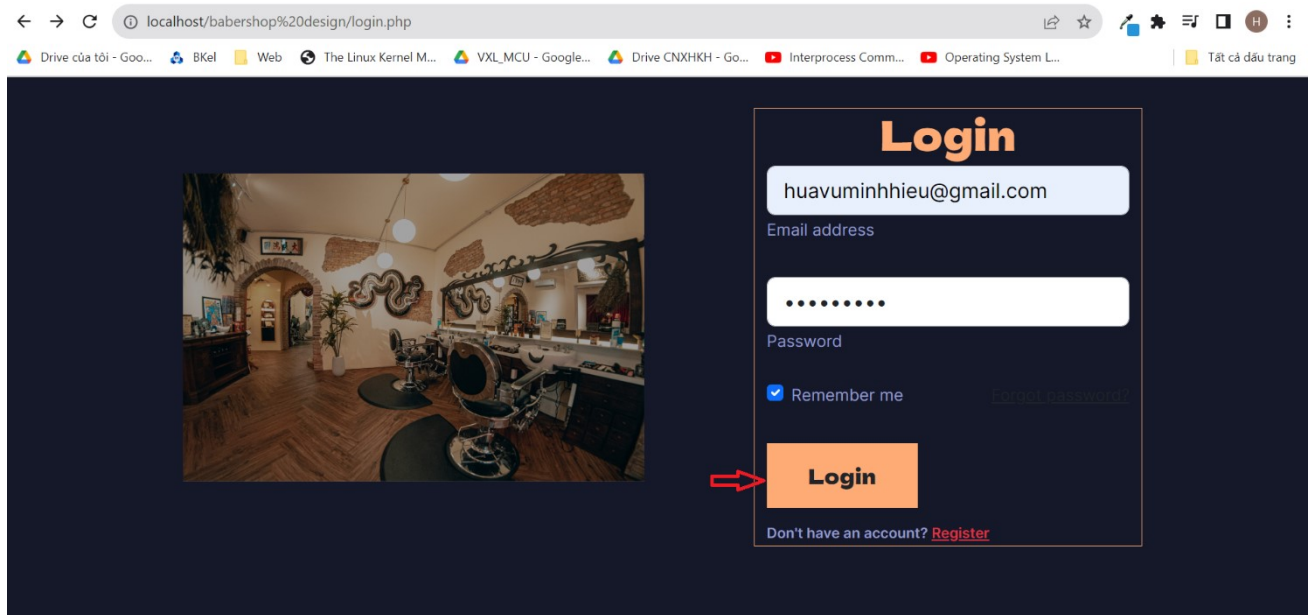 localhost/babershop%20design/login.php
H
Drive của tôi - Goo... BKel Web The Linux Kernel M... VXL_MCU - Google... Drive CNXHKH - Go... Interprocess Comm... Operating System L... Tất cả dấu trang
Login
huavuminhhieu@gmail.com
Email address
•••••••••
Password
Remember me Forgot password?
Login
Don't have an account? Register